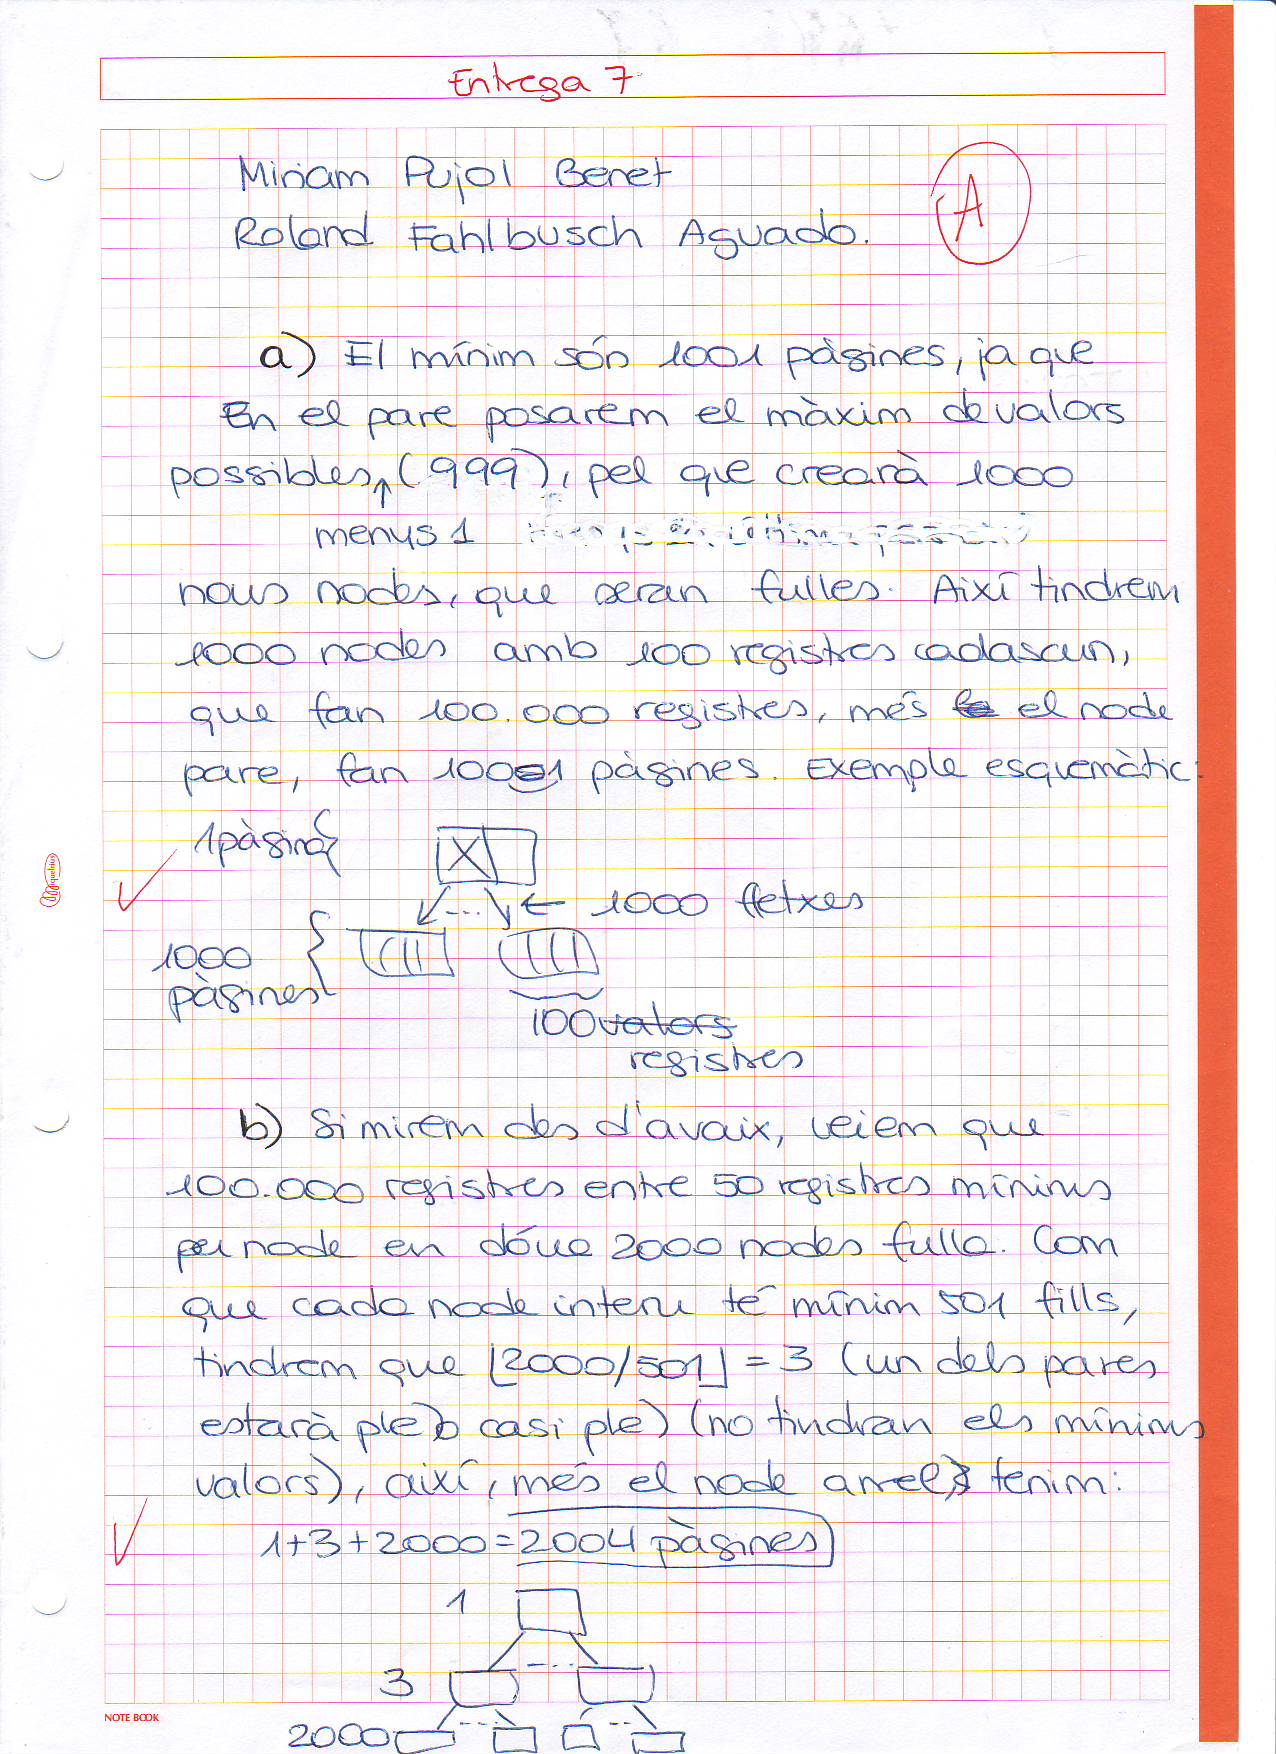 Entrega 7
Miriam Pujol Benet
Roland Fahlbusch Aguado.
A
a) El mínim són 1001 pàgines, ja que
En el pare posarem el màxim de valors
possibles, (999), pel que crearà 1000
menys 1
nous nodes, que seran fulles. Així tindrem
1000 nodes amb 100 registres cadascun,
que fan 100.000 registres, més el node
pare, fan 1001 pàgines. Exemple esquemàtic:
1 pàgina
X
... ← 1000 fletxes
1000
pàgines
100 valors
registres
b) Si mirem des d'avaix, veiem que
100.000 registres entre 50 registres mínims
per node en dóna 2000 nodes fulla. Com
que cada node intern té mínim 501 fills,
tindrem que ⌊2000/501⌋ = 3 (un dels pares
estarà ple o casi ple) (no tindran els mínims
valors), així, més el node arrel, tenim:
1+3+2000 = 2004 pàgines
1
3
2000
NOTE BOOK
miquelrius